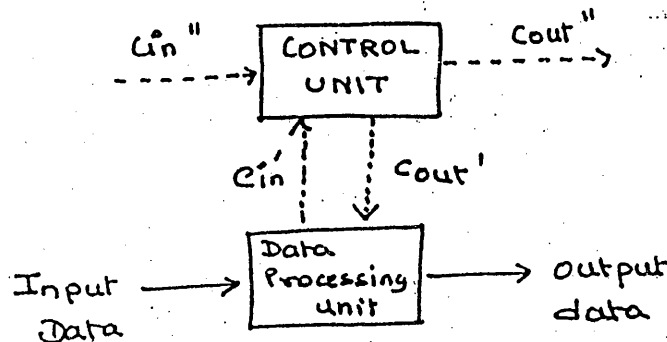 Cin"
CONTROL
UNIT
Cout"
Cin'
Cout'
Input
Data
Data
Processing
unit
output
data